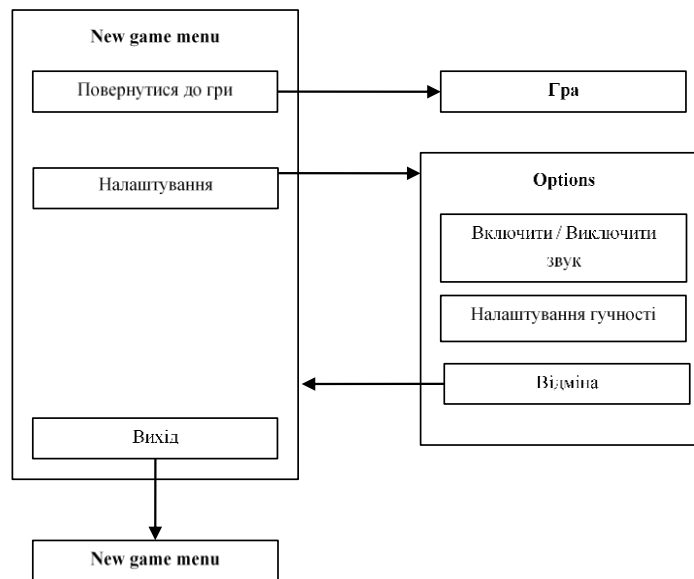 New game menu
Повернутися до гри
Гра
Налаштування
Options
Включити / Виключити
звук
Налаштування гучності
Відміна
Вихід
New game menu